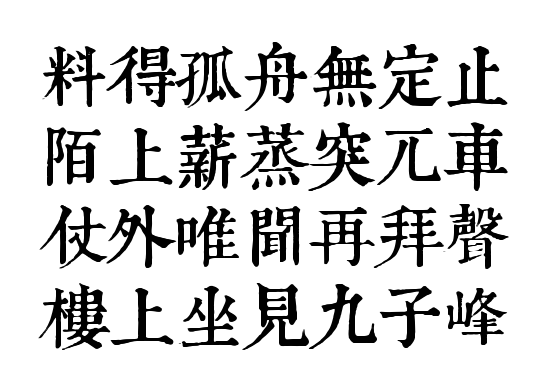 料得孤舟無定止
陌上薪蒸突兀車
仗外唯聞再拜聲
樓上坐見九子峰